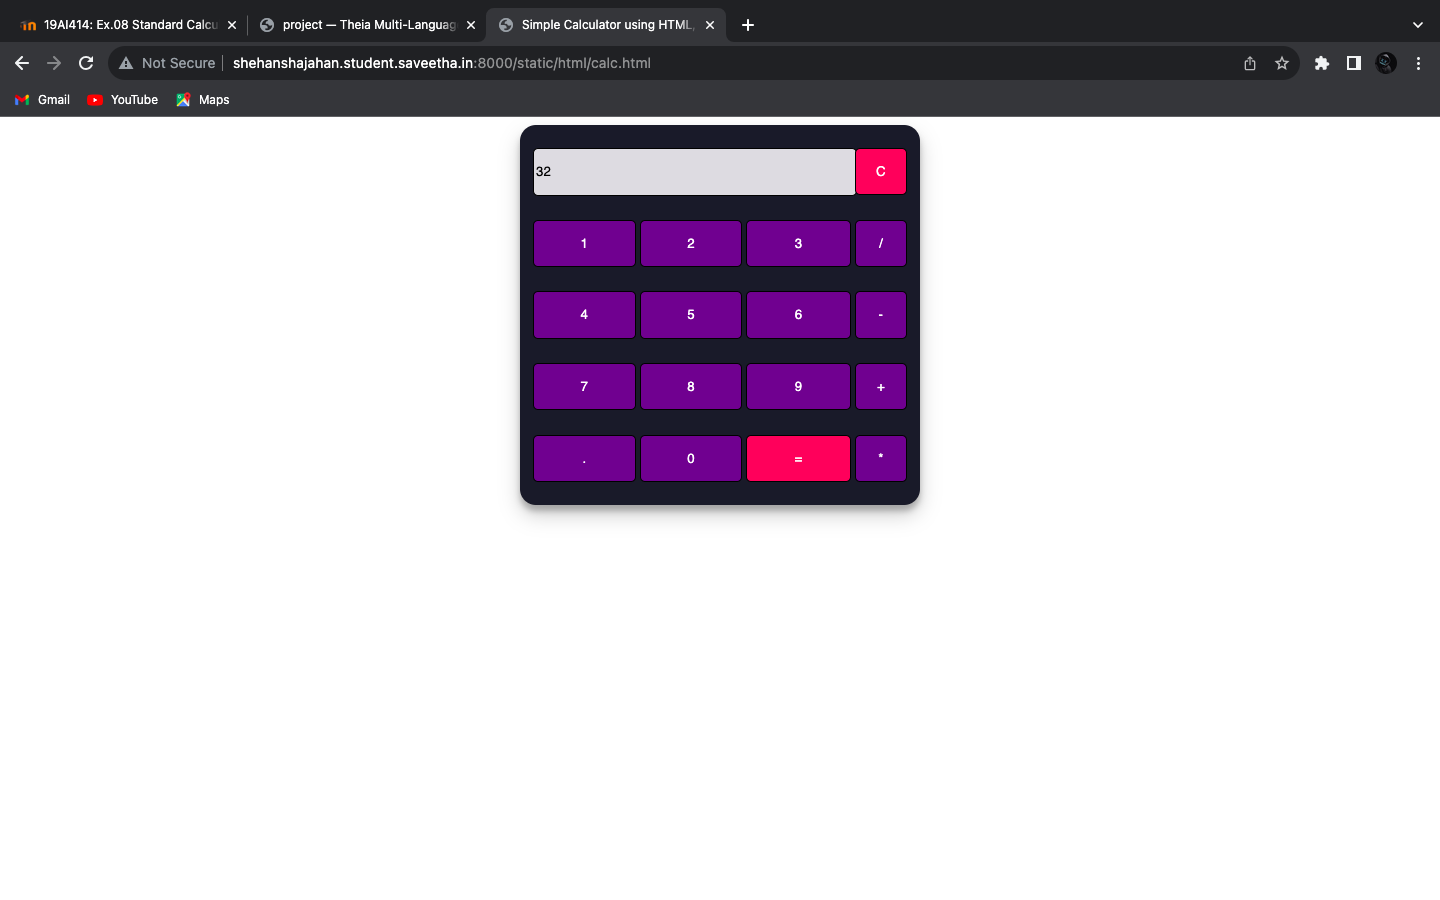 19AI414: Ex.08 Standard Calcu
project — Theia Multi-Languag
Simple Calculator using HTML,
Not Secure
shehanshajahan.student.saveetha.in:8000/static/html/calc.html
Gmail YouTube Maps
32 C
1 2 3 /
4 5 6 -
7 8 9 +
. 0 = *